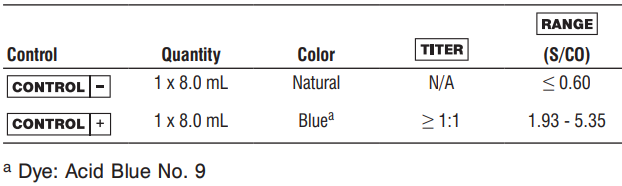 RANGE
Control Quantity Color TITER (S/CO)
CONTROL - 1 x 8.0 mL Natural N/A ≤ 0.60
CONTROL + 1 x 8.0 mL Blueª ≥ 1:1 1.93 - 5.35
ª Dye: Acid Blue No. 9